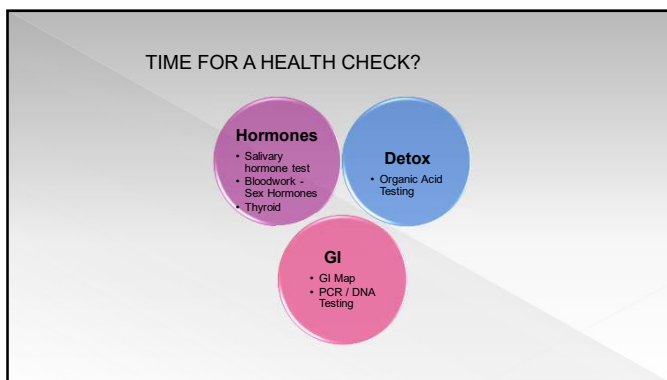 TIME FOR A HEALTH CHECK?
Hormones
• Salivary
hormone test
• Bloodwork -
Sex Hormones
• Thyroid
Detox
• Organic Acid
Testing
GI
• GI Map
• PCR / DNA
Testing